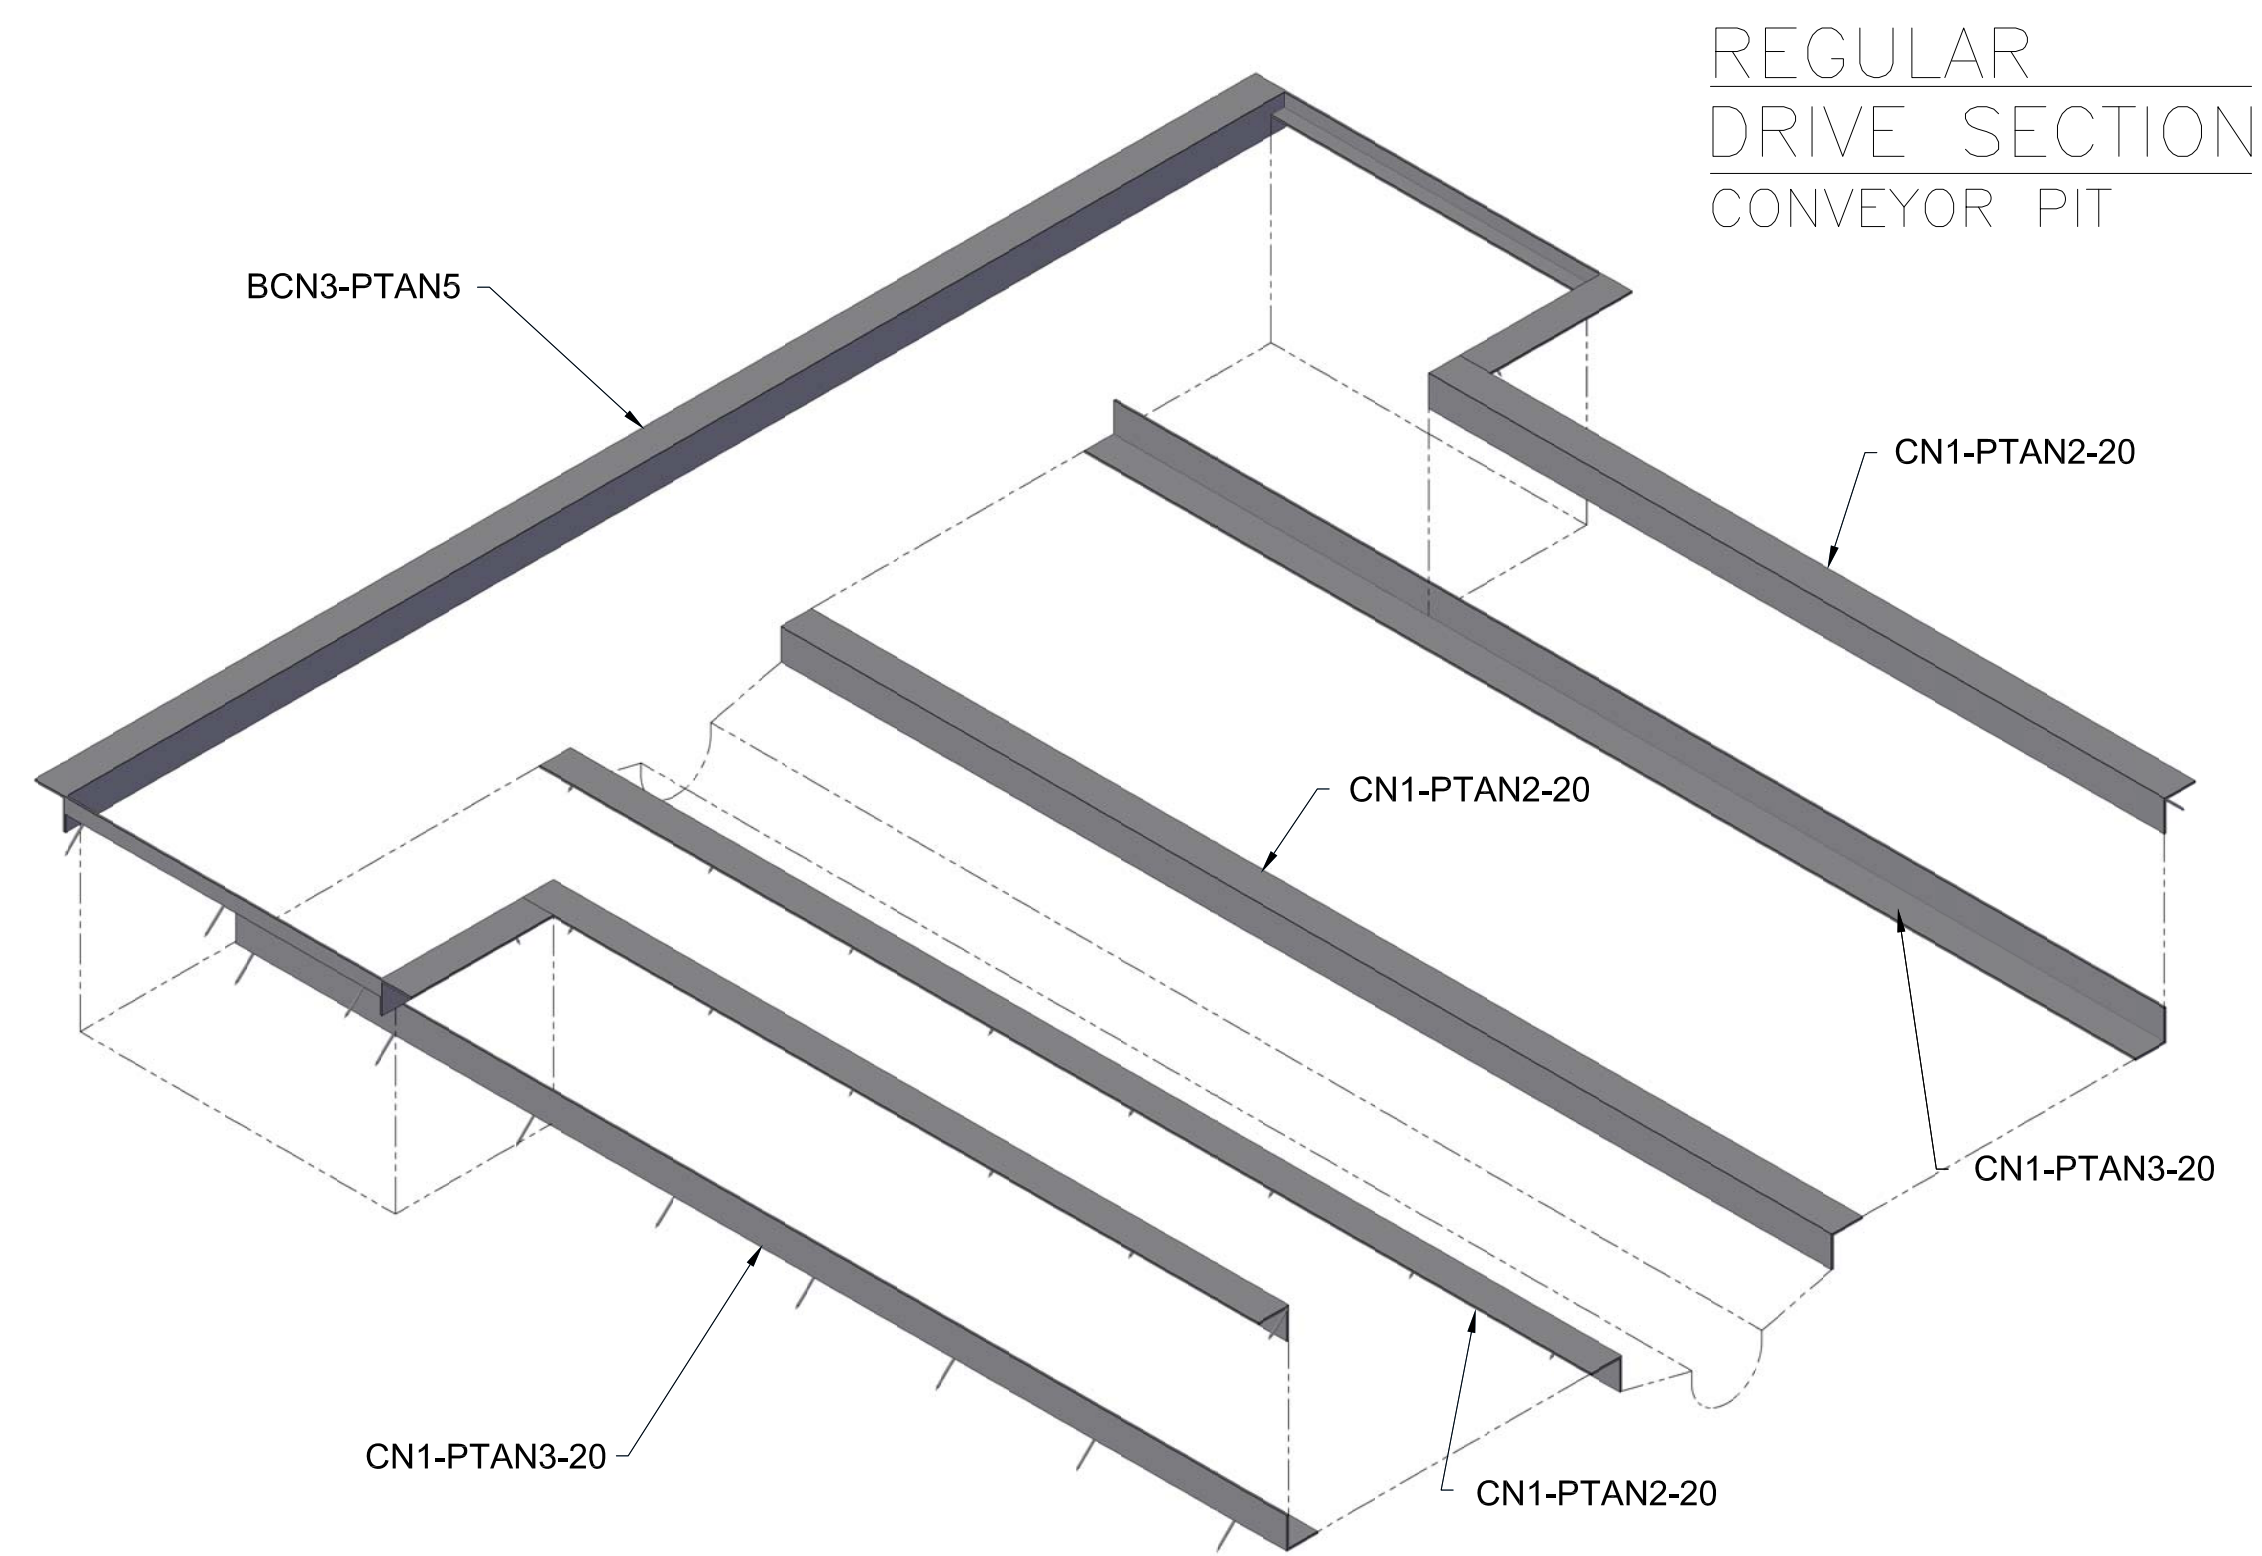 REGULAR
DRIVE SECTION
CONVEYOR PIT
BCN3-PTAN5
CN1-PTAN2-20
CN1-PTAN2-20
CN1-PTAN3-20
CN1-PTAN3-20
CN1-PTAN2-20